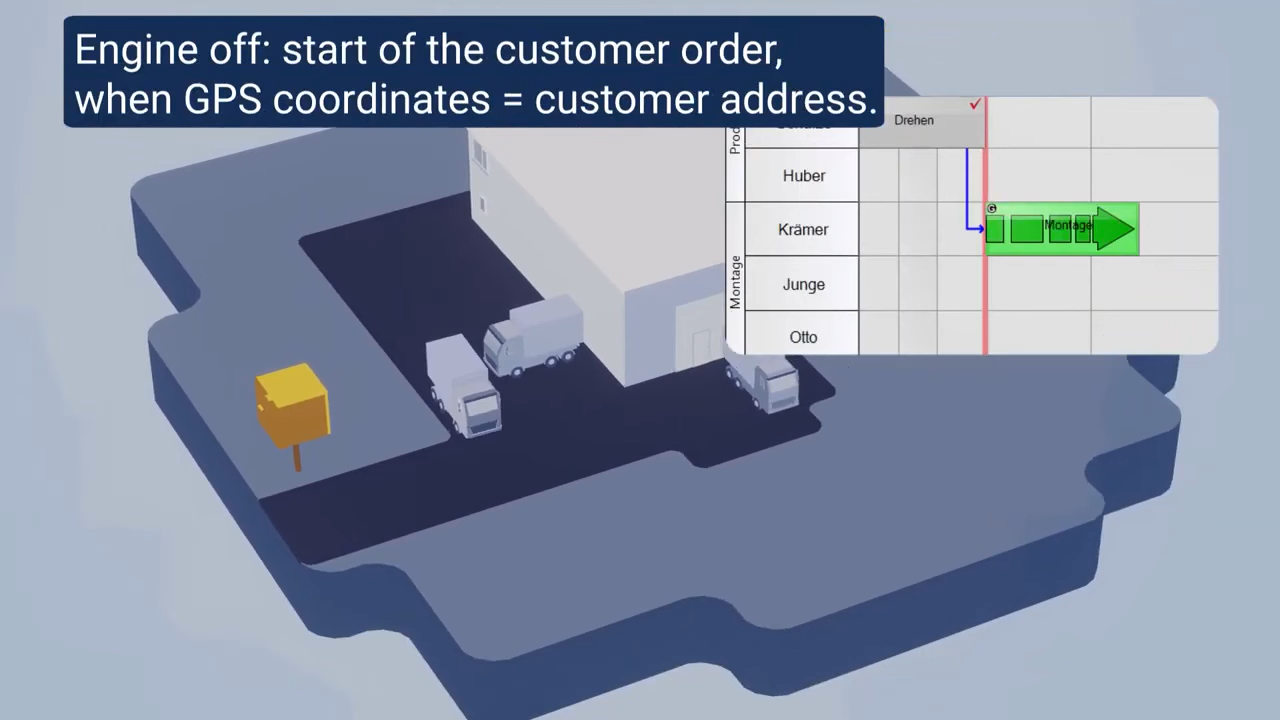 Engine off: start of the customer order,
when GPS coordinates = customer address.
Drehen
Huber
G
Krämer
Montage
Montage
Junge
Otto